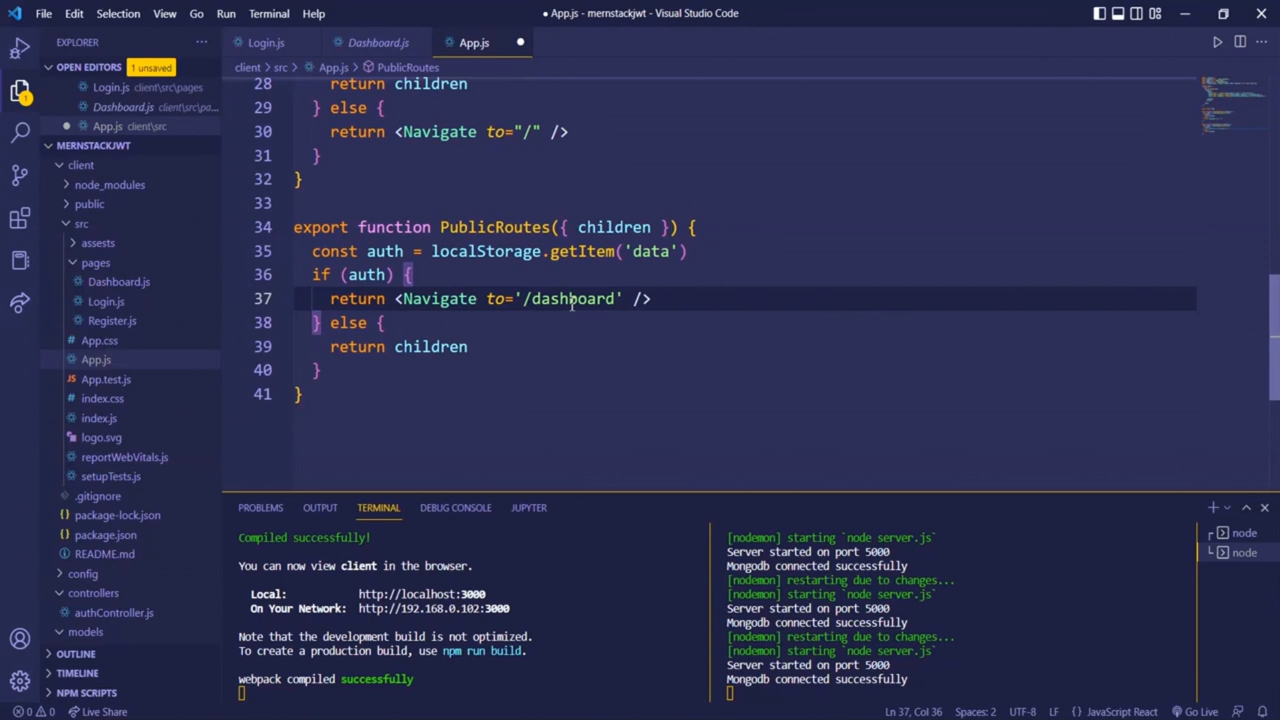 File Edit Selection View Go Run Terminal Help
● App.js - mernstackjwt - Visual Studio Code
EXPLORER
Login.js Dashboard.js App.js
OPEN EDITORS 1 unsaved
Login.js client\src\pages
Dashboard.js client\src\pa...
App.js client\src
MERNSTACKJWT
client
node_modules
public
src
assests
pages
Dashboard.js
Login.js
Register.js
App.css
App.js
App.test.js
index.css
index.js
logo.svg
reportWebVitals.js
setupTests.js
.gitignore
package-lock.json
package.json
README.md
config
controllers
authController.js
models
OUTLINE
TIMELINE
NPM SCRIPTS
client > src > App.js > PublicRoutes
28 return children
29 } else {
30 return <Navigate to="/" />
31 }
32 }
33
34 export function PublicRoutes({ children }) {
35 const auth = localStorage.getItem('data')
36 if (auth) {
37 return <Navigate to='/dashboard' />
38 } else {
39 return children
40 }
41 }
PROBLEMS OUTPUT TERMINAL DEBUG CONSOLE JUPYTER
Compiled successfully!
You can now view client in the browser.
Local: http://localhost:3000
On Your Network: http://192.168.0.102:3000
Note that the development build is not optimized.
To create a production build, use npm run build.
webpack compiled successfully
[nodemon] starting `node server.js`
Server started on port 5000
Mongodb connected successfully
[nodemon] restarting due to changes...
[nodemon] starting `node server.js`
Server started on port 5000
Mongodb connected successfully
[nodemon] restarting due to changes...
[nodemon] starting `node server.js`
Server started on port 5000
Mongodb connected successfully
node
node
0 0 Live Share
Ln 37, Col 36 Spaces: 2 UTF-8 LF {} JavaScript React Go Live